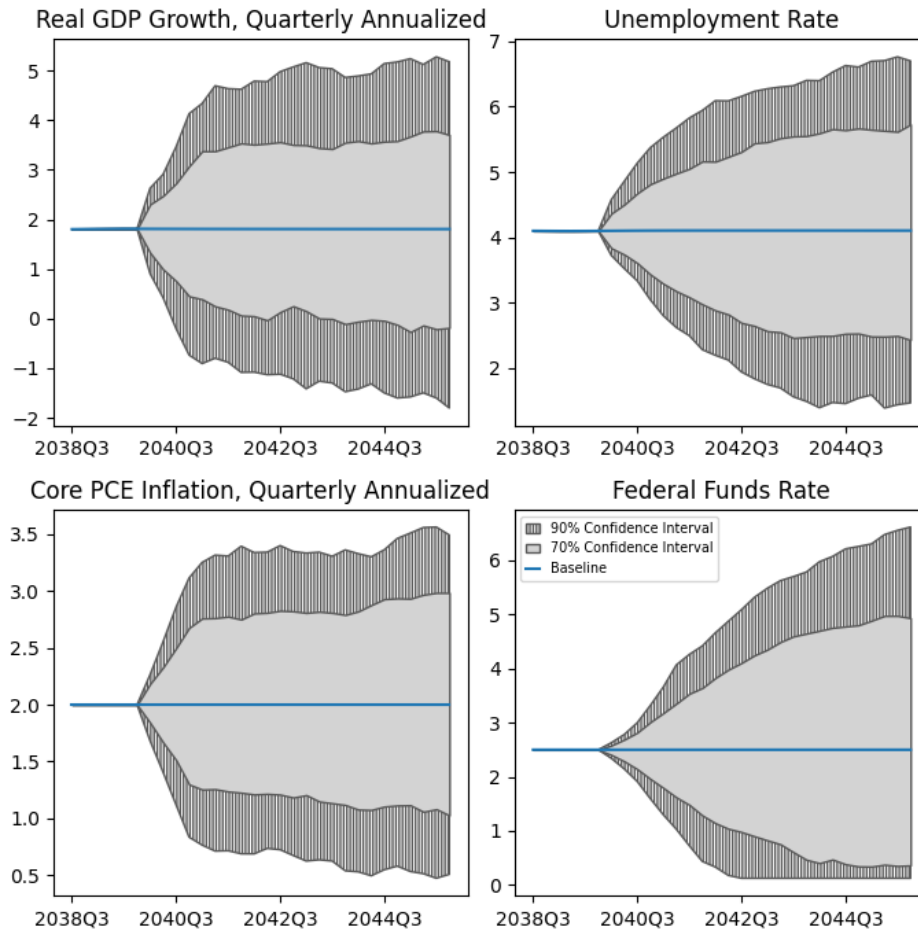 Real GDP Growth, Quarterly Annualized
5
4
3
2
1
0
−1
−2
2038Q3 2040Q3 2042Q3 2044Q3
Unemployment Rate
7
6
5
4
3
2
2038Q3 2040Q3 2042Q3 2044Q3
Core PCE Inflation, Quarterly Annualized
3.5
3.0
2.5
2.0
1.5
1.0
0.5
2038Q3 2040Q3 2042Q3 2044Q3
Federal Funds Rate
90% Confidence Interval
70% Confidence Interval
Baseline
6
5
4
3
2
1
0
2038Q3 2040Q3 2042Q3 2044Q3